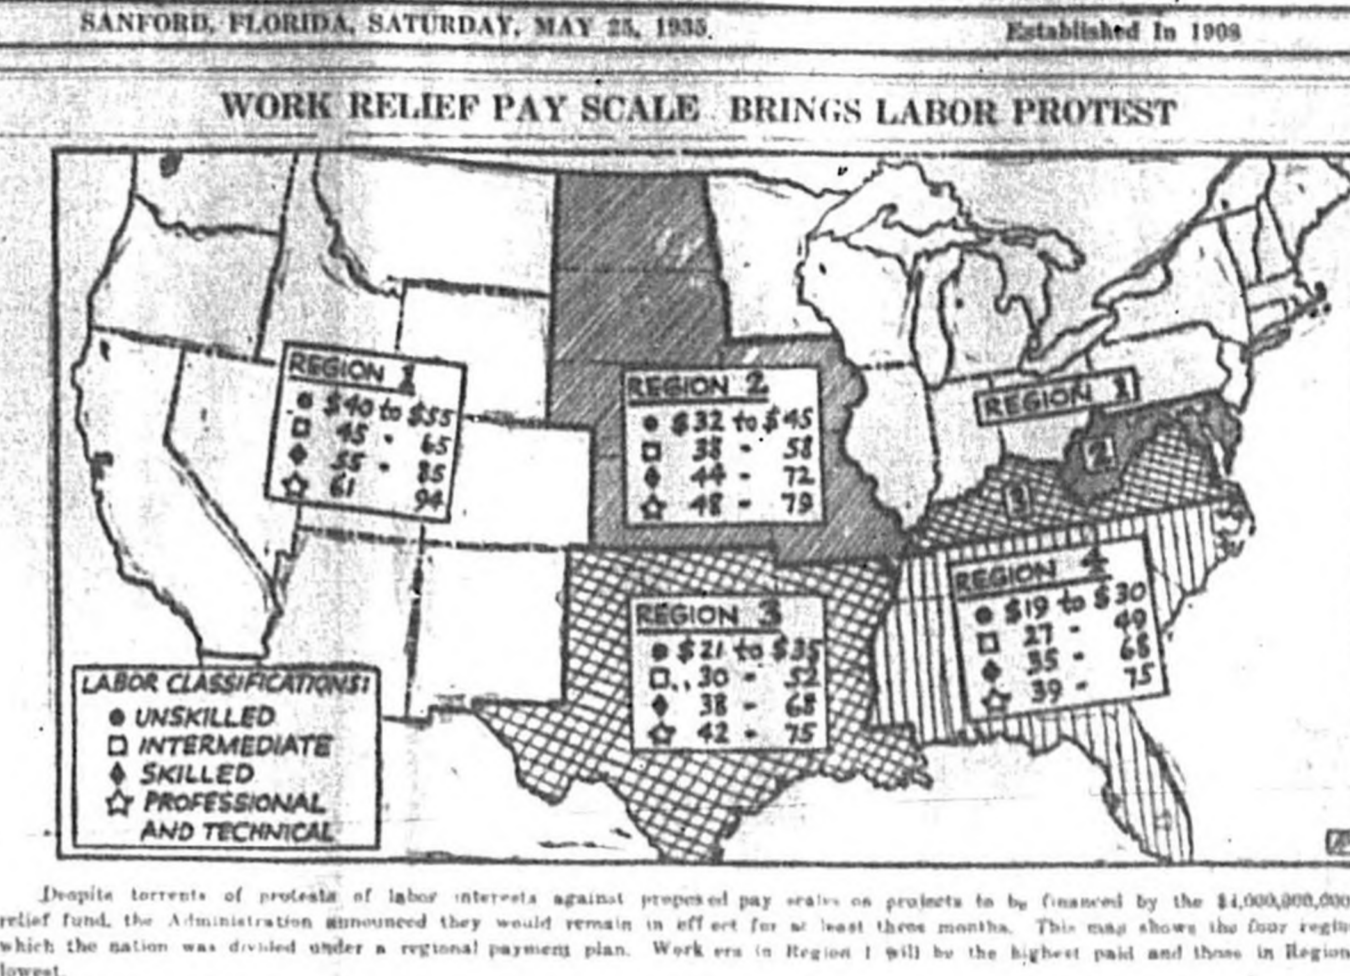 SANFORD, FLORIDA, SATURDAY, MAY 25, 1935.
Established In 1908
WORK RELIEF PAY SCALE BRINGS LABOR PROTEST
REGION 1
$40 to $55
45 - 65
55 - 85
61 94
REGION 2
$32 to $45
38 - 58
44 - 72
48 - 79
REGION 1
2
3
REGION 3
$21 to $35
30 - 52
38 - 68
42 - 75
REGION 4
$19 to $30
27 - 49
35 - 68
39 - 75
LABOR CLASSIFICATIONS:
UNSKILLED
INTERMEDIATE
SKILLED
PROFESSIONAL
AND TECHNICAL
Despite torrents of protests of labor interests against proposed pay scales on projects to be financed by the $4,000,000,000
relief fund, the Administration announced they would remain in effect for at least three months. This map shows the four regio
which the nation was divided under a regional payment plan. Work ers in Region 1 will be the highest paid and those in Region
lowest.